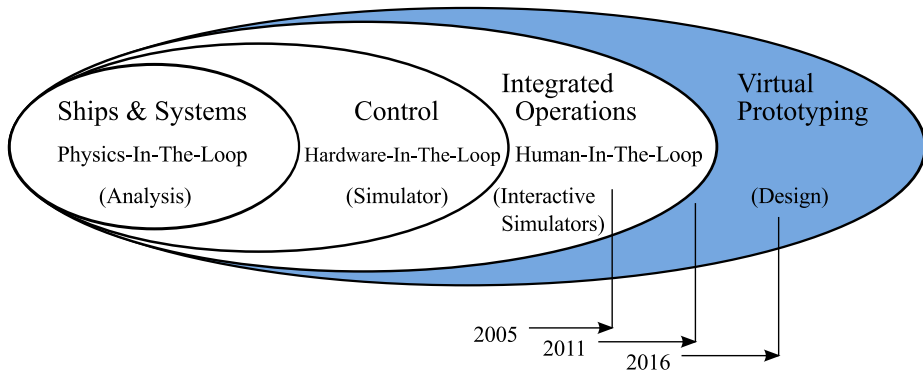 Ships & Systems
Physics-In-The-Loop
(Analysis)
Control
Hardware-In-The-Loop
(Simulator)
Integrated
Operations
Human-In-The-Loop
(Interactive
Simulators)
Virtual
Prototyping
(Design)
2005
2011
2016